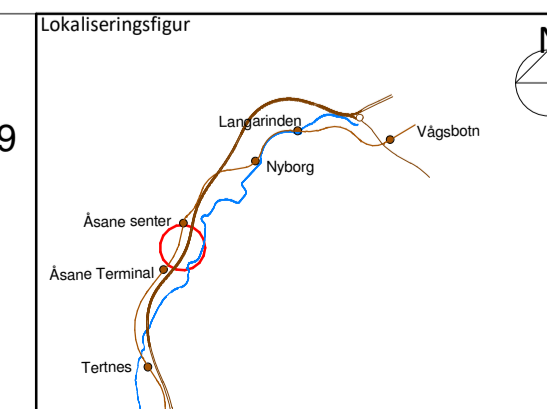 Lokaliseringsfigur
N
9
Langarinden
Vågsbotn
Nyborg
Åsane senter
Åsane Terminal
Tertnes